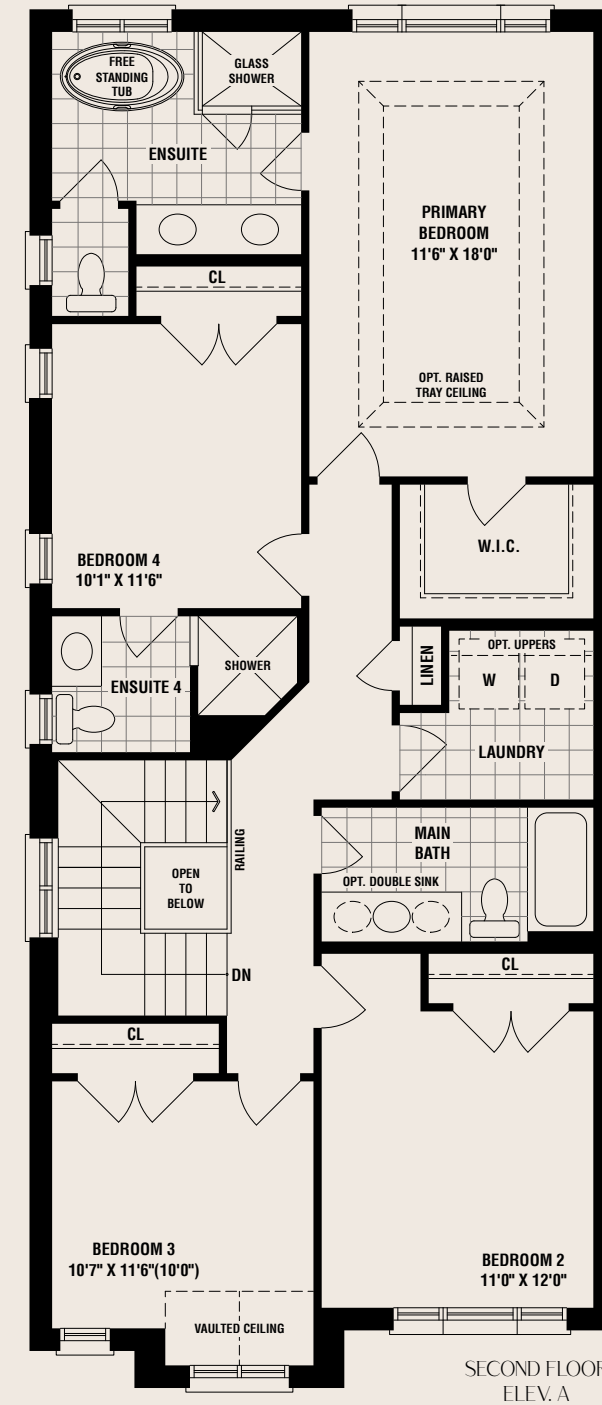 FREE
STANDING
TUB
GLASS
SHOWER
ENSUITE
PRIMARY
BEDROOM
11'6" X 18'0"
OPT. RAISED
TRAY CEILING
CL
BEDROOM 4
10'1" X 11'6"
W.I.C.
SHOWER
ENSUITE 4
LINEN
OPT. UPPERS
W
D
LAUNDRY
RAILING
OPEN
TO
BELOW
MAIN
BATH
OPT. DOUBLE SINK
DN
CL
CL
BEDROOM 3
10'7" X 11'6"(10'0")
VAULTED CEILING
BEDROOM 2
11'0" X 12'0"
SECOND FLOOR
ELEV. A